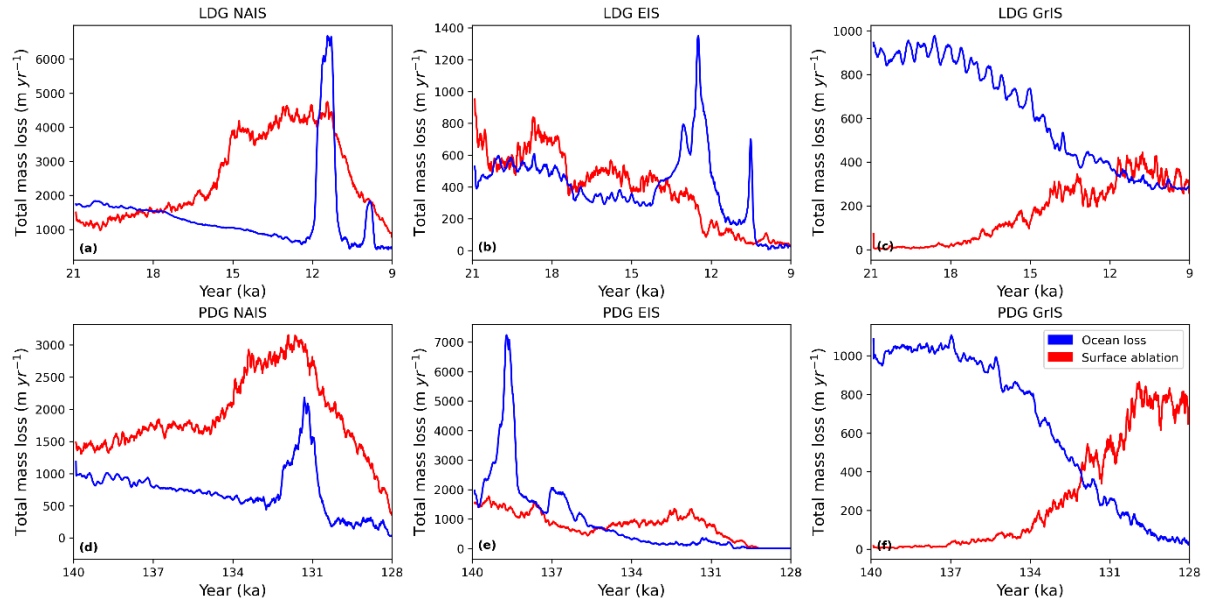 LDG NAIS
Total mass loss (m yr⁻¹)
6000
5000
4000
3000
2000
1000
(a)
21
18
15
12
9
Year (ka)
LDG EIS
Total mass loss (m yr⁻¹)
1400
1200
1000
800
600
400
200
0
(b)
21
18
15
12
9
Year (ka)
LDG GrIS
Total mass loss (m yr⁻¹)
1000
800
600
400
200
0
(c)
21
18
15
12
9
Year (ka)
PDG NAIS
Total mass loss (m yr⁻¹)
3000
2500
2000
1500
1000
500
0
(d)
140
137
134
131
128
Year (ka)
PDG EIS
Total mass loss (m yr⁻¹)
7000
6000
5000
4000
3000
2000
1000
0
(e)
140
137
134
131
128
Year (ka)
PDG GrIS
Total mass loss (m yr⁻¹)
1000
800
600
400
200
0
Ocean loss
Surface ablation
(f)
140
137
134
131
128
Year (ka)